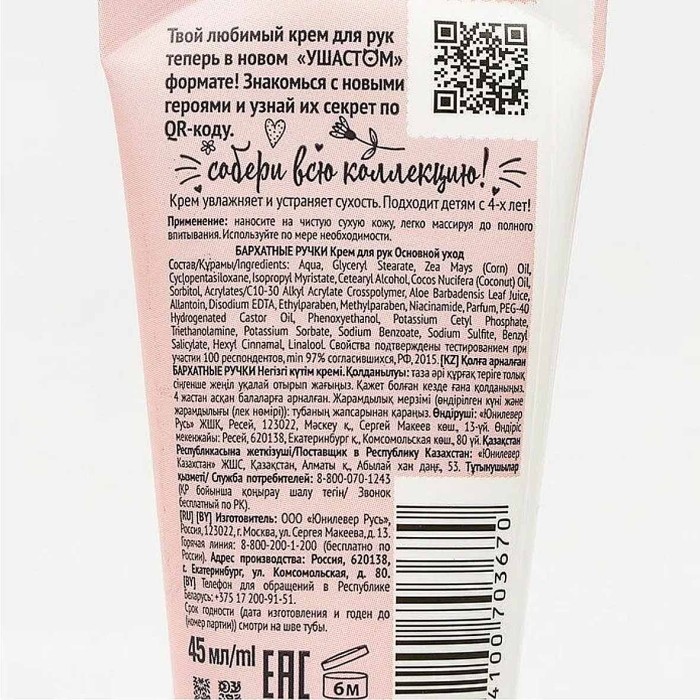 Твой любимый крем для рук
теперь в новом «УШАСТОМ»
формате! Знакомься с новыми
героями и узнай их секрет по
QR-коду.
собери всю коллекцию!
Крем увлажняет и устраняет сухость. Подходит детям с 4-х лет!
Применение: наносите на чистую сухую кожу, легко массируя до полного
впитывания. Используйте по мере необходимости.
БАРХАТНЫЕ РУЧКИ Крем для рук Основной уход
Состав/Құрамы/Ingredients: Aqua, Glyceryl Stearate, Zea Mays (Corn) Oil,
Cyclopentasiloxane, Isopropyl Myristate, Cetearyl Alcohol, Cocos Nucifera (Coconut) Oil,
Sorbitol, Acrylates/C10-30 Alkyl Acrylate Crosspolymer, Aloe Barbadensis Leaf Juice,
Allantoin, Disodium EDTA, Ethylparaben, Methylparaben, Niacinamide, Parfum, PEG-40
Hydrogenated Castor Oil, Phenoxyethanol, Potassium Cetyl Phosphate,
Triethanolamine, Potassium Sorbate, Sodium Benzoate, Sodium Sulfite, Benzyl
Salicylate, Hexyl Cinnamal, Linalool. Свойства подтверждены тестированием при
участии 100 респондентов, min 97% согласившихся, РФ, 2015. [KZ] Қолға арналған
БАРХАТНЫЕ РУЧКИ Негізгі күтім кремі. Қолданылуы: таза әрі құрғақ теріге толық
сіңгенше жеңіл уқалай отырып жағыңыз. Қажет болған кезде ғана қолданыңыз.
4 жастан асқан балаларға арналған. Жарамдылық мерзімі (өндірілген күні және
жарамдылығы (лек нөмірі)): тубаның жапсарынан қараңыз. Өндіруші: «Юнилевер
Русь» ЖШҚ, Ресей, 123022, Мәскеу қ., Сергей Макеев көш., 13-үй. Өндіріс
мекенжайы: Ресей, 620138, Екатеринбург қ., Комсомольская көш., 80 үй. Қазақстан
Республикасына жеткізуші/Поставщик в Республику Казахстан: «Юнилевер
Казахстан» ЖШС, Қазақстан, Алматы қ., Абылай хан даңғ., 53. Тұтынушылар
қызметі/ Служба потребителей: 8-800-070-1243
(ҚР бойынша қоңырау шалу тегін/ Звонок
бесплатный по РК).
[RU] [BY] Изготовитель: ООО «Юнилевер Русь»,
Россия, 123022, г. Москва, ул. Сергея Макеева, д. 13.
Горячая линия: 8-800-200-1-200 (бесплатно по
России). Адрес производства: Россия, 620138,
г. Екатеринбург, ул. Комсомольская, д. 80.
[BY] Телефон для обращений в Республике
Беларусь: +375 17 200-91-51.
Срок годности (дата изготовления и годен до
(номер партии)) смотри на шве тубы.
45 мл/ml EAC 6м
4100 703670